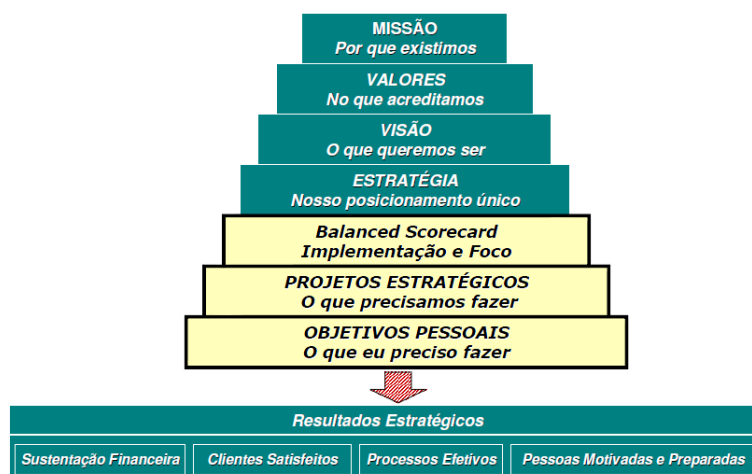 MISSÃO
Por que existimos
VALORES
No que acreditamos
VISÃO
O que queremos ser
ESTRATÉGIA
Nosso posicionamento único
Balanced Scorecard
Implementação e Foco
PROJETOS ESTRATÉGICOS
O que precisamos fazer
OBJETIVOS PESSOAIS
O que eu preciso fazer
Resultados Estratégicos
Sustentação Financeira
Clientes Satisfeitos
Processos Efetivos
Pessoas Motivadas e Preparadas